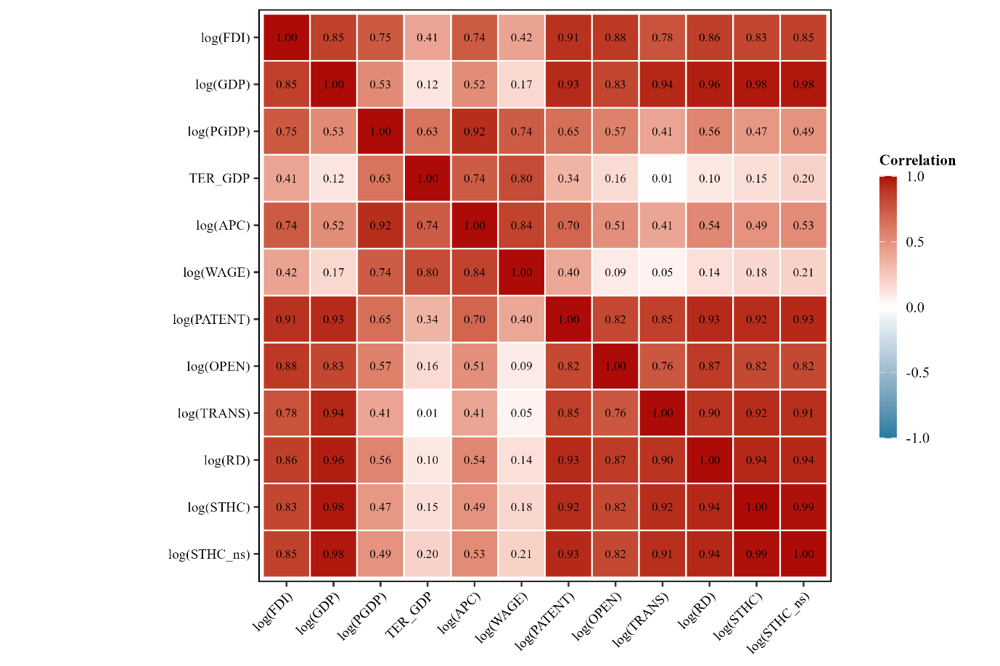 log(FDI) 1.00 0.85 0.75 0.41 0.74 0.42 0.91 0.88 0.78 0.86 0.83 0.85
log(GDP) 0.85 1.00 0.53 0.12 0.52 0.17 0.93 0.83 0.94 0.96 0.98 0.98
log(PGDP) 0.75 0.53 1.00 0.63 0.92 0.74 0.65 0.57 0.41 0.56 0.47 0.49
TER_GDP 0.41 0.12 0.63 1.00 0.74 0.80 0.34 0.16 0.01 0.10 0.15 0.20
log(APC) 0.74 0.52 0.92 0.74 1.00 0.84 0.70 0.51 0.41 0.54 0.49 0.53
log(WAGE) 0.42 0.17 0.74 0.80 0.84 1.00 0.40 0.09 0.05 0.14 0.18 0.21
log(PATENT) 0.91 0.93 0.65 0.34 0.70 0.40 1.00 0.82 0.85 0.93 0.92 0.93
log(OPEN) 0.88 0.83 0.57 0.16 0.51 0.09 0.82 1.00 0.76 0.87 0.82 0.82
log(TRANS) 0.78 0.94 0.41 0.01 0.41 0.05 0.85 0.76 1.00 0.90 0.92 0.91
log(RD) 0.86 0.96 0.56 0.10 0.54 0.14 0.93 0.87 0.90 1.00 0.94 0.94
log(STHC) 0.83 0.98 0.47 0.15 0.49 0.18 0.92 0.82 0.92 0.94 1.00 0.99
log(STHC_ns) 0.85 0.98 0.49 0.20 0.53 0.21 0.93 0.82 0.91 0.94 0.99 1.00
log(FDI) log(GDP) log(PGDP) TER_GDP log(APC) log(WAGE) log(PATENT) log(OPEN) log(TRANS) log(RD) log(STHC) log(STHC_ns)
Correlation
1.0
0.5
0.0
-0.5
-1.0